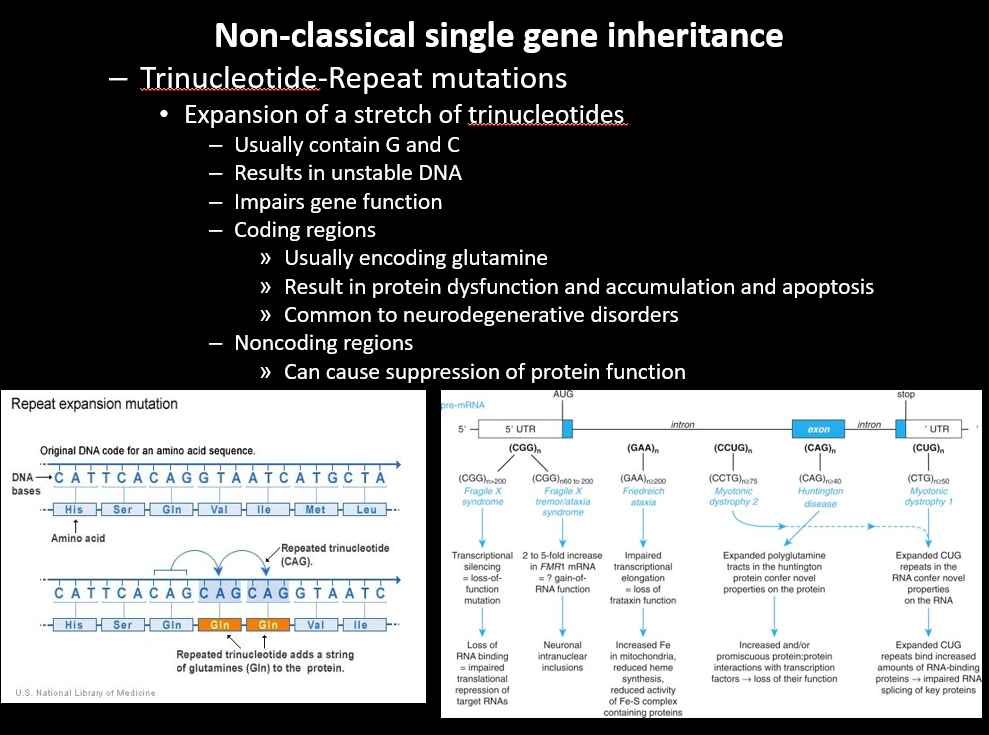 Non-classical single gene inheritance
– Trinucleotide-Repeat mutations
• Expansion of a stretch of trinucleotides
– Usually contain G and C
– Results in unstable DNA
– Impairs gene function
– Coding regions
» Usually encoding glutamine
» Result in protein dysfunction and accumulation and apoptosis
» Common to neurodegenerative disorders
– Noncoding regions
» Can cause suppression of protein function
Repeat expansion mutation
Original DNA code for an amino acid sequence.
DNA
bases
C A T T C A C A G G T A A T C A T G C T A
His Ser Gln Val Ile Met Leu
Amino acid
Repeated trinucleotide
(CAG).
C A T T C A C A G C A G C A G G T A A T C
His Ser Gln Gln Gln Val Ile
Repeated trinucleotide adds a string
of glutamines (Gln) to the protein.
U.S. National Library of Medicine
pre-mRNA
AUG
stop
5'
5' UTR
intron
exon
intron
' UTR
(CGG)n
(GAA)n
(CCUG)n
(CAG)n
(CUG)n
(CGG)n>200
Fragile X
syndrome
Transcriptional
silencing
= loss-of-
function
mutation
Loss of
RNA binding
= impaired
translational
repression of
target RNAs
(CGG)n60 to 200
Fragile X
tremor/ataxia
syndrome
2 to 5-fold increase
in FMR1 mRNA
= ? gain-of-
RNA function
Neuronal
intranuclear
inclusions
(GAA)n≥200
Friedreich
ataxia
Impaired
transcriptional
elongation
= loss of
frataxin function
Increased Fe
in mitochondria,
reduced heme
synthesis,
reduced activity
of Fe-S complex
containing proteins
(CCTG)n≥75
Myotonic
dystrophy 2
(CAG)n≥40
Huntington
disease
Expanded polyglutamine
tracts in the huntington
protein confer novel
properties on the protein
Increased and/or
promiscuous protein:protein
interactions with transcription
factors → loss of their function
(CTG)n≥50
Myotonic
dystrophy 1
Expanded CUG
repeats in the
RNA confer novel
properties
on the RNA
Expanded CUG
repeats bind increased
amounts of RNA-binding
proteins → impaired RNA
splicing of key proteins